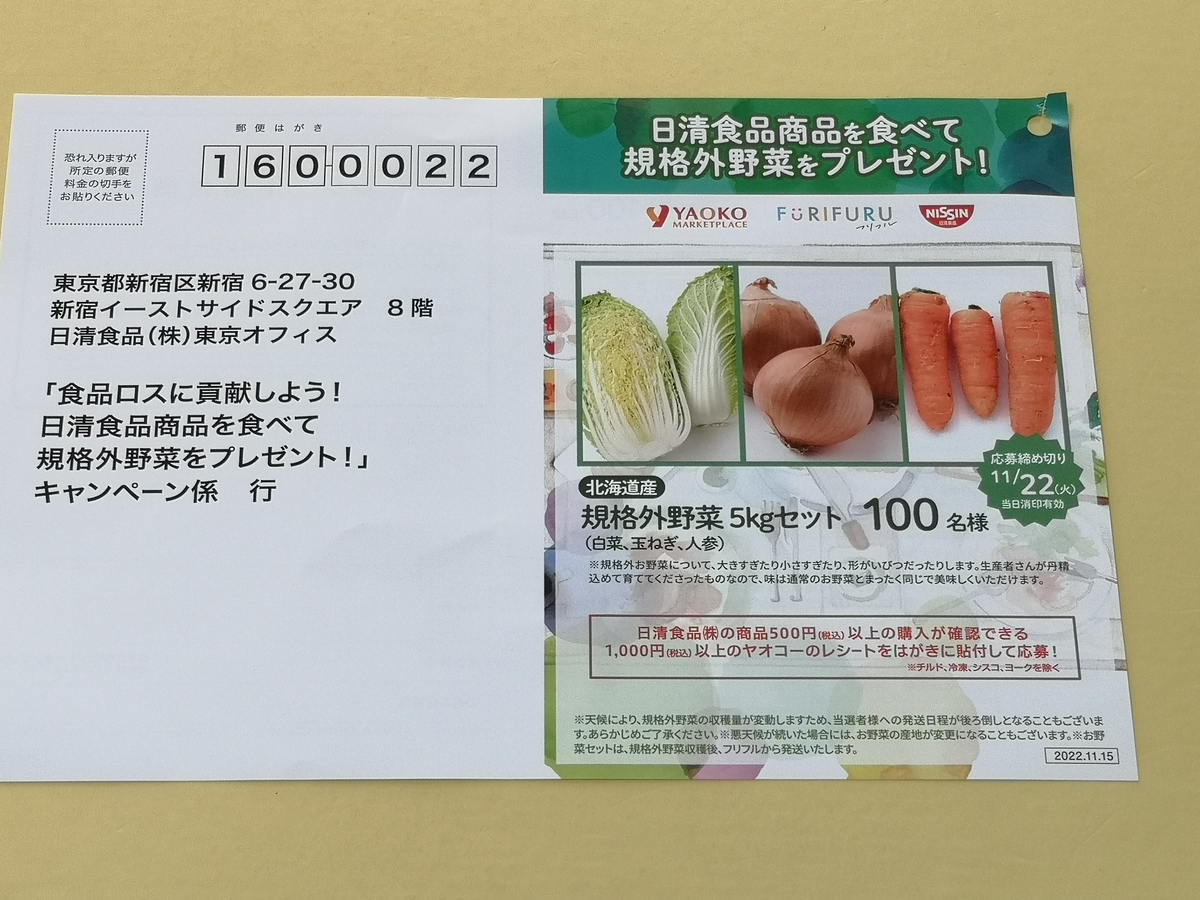 郵便はがき
恐れ入りますが
所定の郵便
料金の切手を
お貼りください
160-0022
東京都新宿区新宿 6-27-30
新宿イーストサイドスクエア 8階
日清食品(株)東京オフィス
「食品ロスに貢献しよう!
日清食品商品を食べて
規格外野菜をプレゼント!」
キャンペーン係 行
日清食品商品を食べて
規格外野菜をプレゼント!
YAOKO
MARKETPLACE
FURIFURU
フリフル
NISSIN
日清食品
応募締め切り
11/22(火)
当日消印有効
北海道産
規格外野菜 5kgセット 100名様
(白菜、玉ねぎ、人参)
※規格外お野菜について、大きすぎたり小さすぎたり、形がいびつだったりします。生産者さんが丹精
込めて育ててくださったものなので、味は通常のお野菜とまったく同じで美味しくいただけます。
日清食品㈱の商品500円(税込)以上の購入が確認できる
1,000円(税込)以上のヤオコーのレシートをはがきに貼付して応募!
※チルド、冷凍、シスコ、ヨークを除く
※天候により、規格外野菜の収穫量が変動しますため、当選者様への発送日程が後ろ倒しとなることもございま
す。あらかじめご了承ください。※悪天候が続いた場合には、お野菜の産地が変更になることもございます。※お野
菜セットは、規格外野菜収穫後、フリフルから発送いたします。
2022.11.15